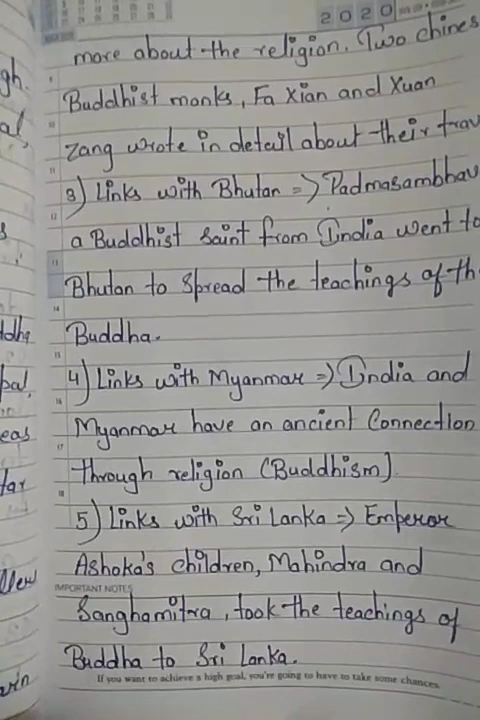 2020
more about the religion. Two chines
Buddhist monks, Fa Xian and Xuan
Zang wrote in detail about their trav
3) Links with Bhutan => Padmasambhav
a Buddhist Saint from India went to
Bhutan to Spread the teachings of th
Buddha.
4) Links with Myanmar => India and
Myanmar have an ancient Connection
through religion (Buddhism).
5) Links with Sri Lanka => Emperor
Ashoka's children, Mahindra and
IMPORTANT NOTES
Sanghamitra, took the teachings of
Buddha to Sri Lanka.
If you want to achieve a high goal, you're going to have to take some chances.